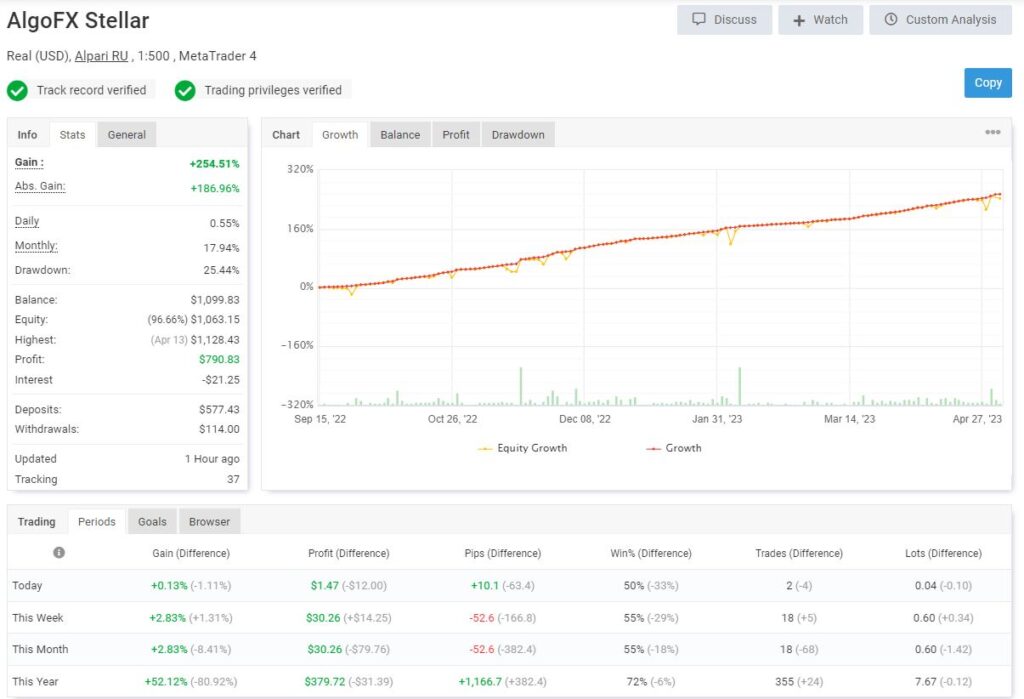 AlgoFX Stellar
Discuss
Watch
Custom Analysis
Real (USD), Alpari RU , 1:500 , MetaTrader 4
Track record verified
Trading privileges verified
Copy
Info Stats General
Gain : +254.51%
Abs. Gain: +186.96%
Daily 0.55%
Monthly: 17.94%
Drawdown: 25.44%
Balance: $1,099.83
Equity: (96.66%) $1,063.15
Highest: (Apr 13) $1,128.43
Profit: $790.83
Interest -$21.25
Deposits: $577.43
Withdrawals: $114.00
Updated 1 Hour ago
Tracking 37
Chart Growth Balance Profit Drawdown
320%
160%
0%
-160%
-320%
Sep 15, '22 Oct 26, '22 Dec 08, '22 Jan 31, '23 Mar 14, '23 Apr 27, '23
Equity Growth Growth
Trading Periods Goals Browser
Gain (Difference) Profit (Difference) Pips (Difference) Win% (Difference) Trades (Difference) Lots (Difference)
Today +0.13% (-1.11%) $1.47 (-$12.00) +10.1 (-63.4) 50% (-33%) 2 (-4) 0.04 (-0.10)
This Week +2.83% (+1.31%) $30.26 (+$14.25) -52.6 (-166.8) 55% (-29%) 18 (+5) 0.60 (+0.34)
This Month +2.83% (-8.41%) $30.26 (-$79.76) -52.6 (-382.4) 55% (-18%) 18 (-68) 0.60 (-1.42)
This Year +52.12% (-80.92%) $379.72 (-$31.39) +1,166.7 (+382.4) 72% (-6%) 355 (+24) 7.67 (-0.12)